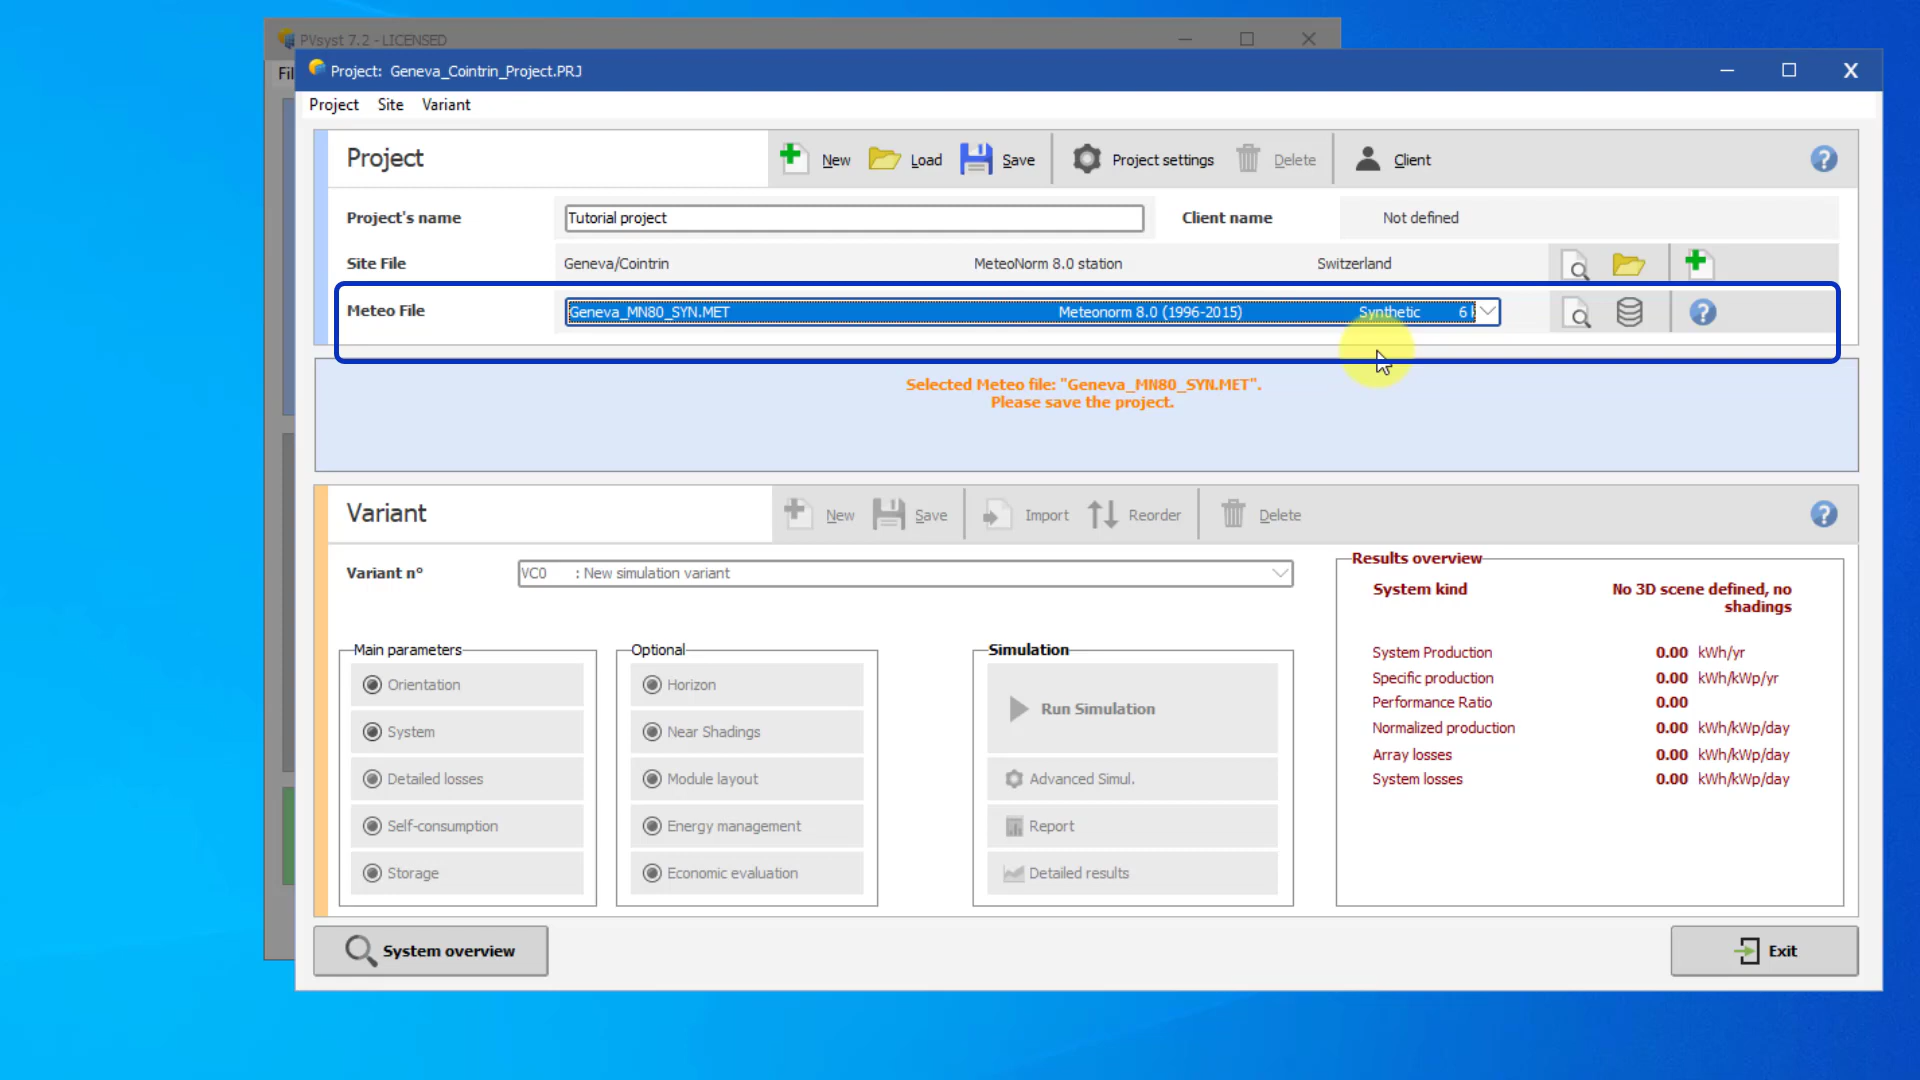 PVsyst 7.2 - LICENSED
Fil
Project: Geneva_Cointrin_Project.PRJ
Project Site Variant
Project
New Load Save Project settings Delete Client
Project's name Tutorial project Client name Not defined
Site File Geneva/Cointrin MeteoNorm 8.0 station Switzerland
Meteo File Geneva_MN80_SYN.MET Meteonorm 8.0 (1996-2015) Synthetic 6
Selected Meteo file: "Geneva_MN80_SYN.MET".
Please save the project.
Variant
New Save Import Reorder Delete
Variant n° VC0 : New simulation variant
Main parameters
Orientation
System
Detailed losses
Self-consumption
Storage
Optional
Horizon
Near Shadings
Module layout
Energy management
Economic evaluation
Simulation
Run Simulation
Advanced Simul.
Report
Detailed results
Results overview
System kind No 3D scene defined, no
shadings
System Production 0.00 kWh/yr
Specific production 0.00 kWh/kWp/yr
Performance Ratio 0.00
Normalized production 0.00 kWh/kWp/day
Array losses 0.00 kWh/kWp/day
System losses 0.00 kWh/kWp/day
System overview
Exit